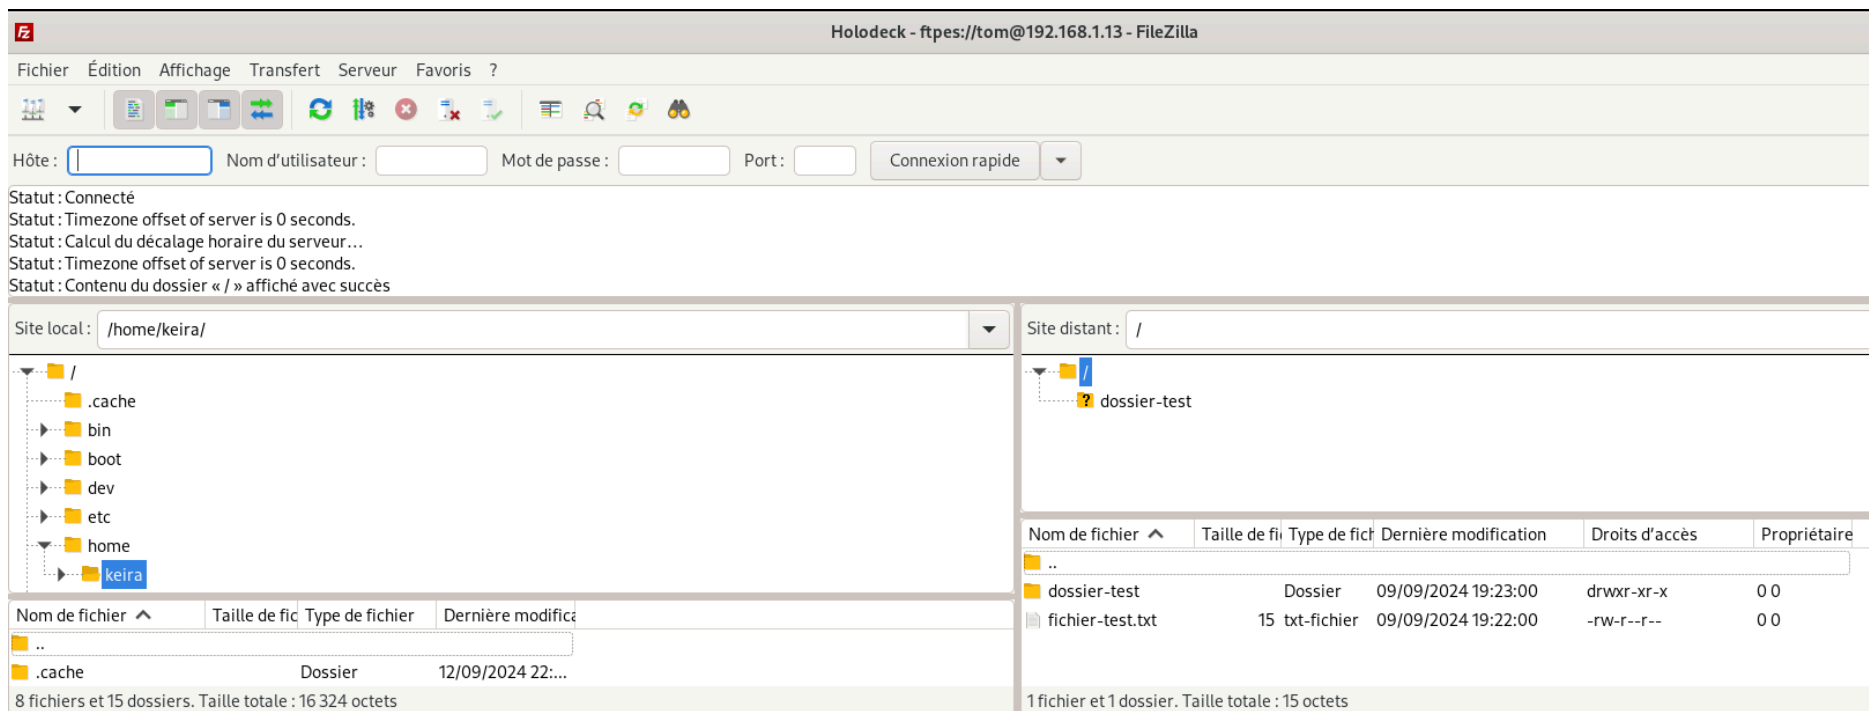 Holodeck - ftpes://tom@192.168.1.13 - FileZilla
Fichier Édition Affichage Transfert Serveur Favoris ?
Hôte : Nom d'utilisateur : Mot de passe : Port : Connexion rapide
Statut : Connecté
Statut : Timezone offset of server is 0 seconds.
Statut : Calcul du décalage horaire du serveur…
Statut : Timezone offset of server is 0 seconds.
Statut : Contenu du dossier « / » affiché avec succès
Site local : /home/keira/
/
.cache
bin
boot
dev
etc
home
keira
Nom de fichier Taille de fic Type de fichier Dernière modifica
..
.cache Dossier 12/09/2024 22:...
8 fichiers et 15 dossiers. Taille totale : 16 324 octets
Site distant : /
/
dossier-test
Nom de fichier Taille de fi Type de fich Dernière modification Droits d'accès Propriétaire
..
dossier-test Dossier 09/09/2024 19:23:00 drwxr-xr-x 0 0
fichier-test.txt 15 txt-fichier 09/09/2024 19:22:00 -rw-r--r-- 0 0
1 fichier et 1 dossier. Taille totale : 15 octets